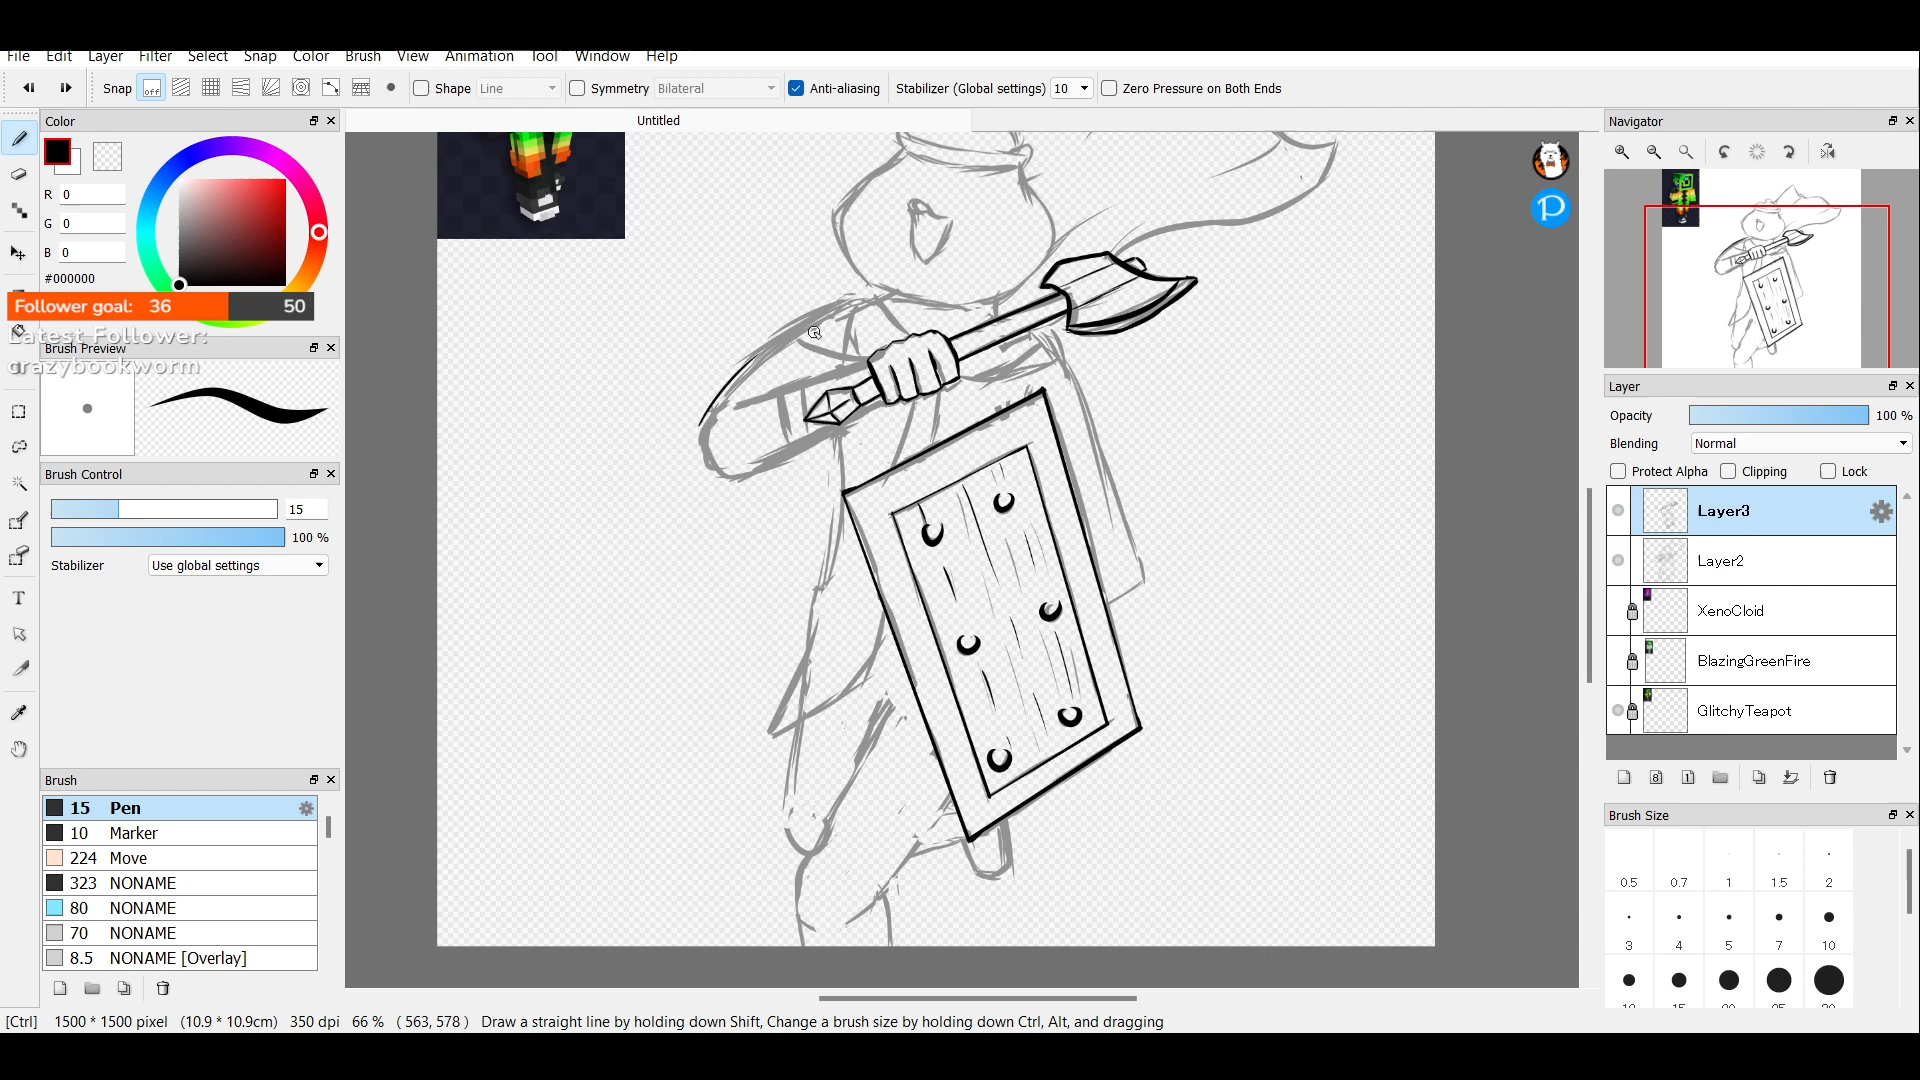 File Edit Layer Filter Select Snap Color Brush View Animation Tool Window Help
Snap off Shape Line Symmetry Bilateral Anti-aliasing Stabilizer (Global settings) 10 Zero Pressure on Both Ends
Color
Untitled
Navigator
R 0
G 0
B 0
#000000
Follower goal: 36 50
Latest Follower:
crazybookworm
Brush Preview
Brush Control
15
100 %
Stabilizer Use global settings
Brush
15 Pen
10 Marker
224 Move
323 NONAME
80 NONAME
70 NONAME
8.5 NONAME [Overlay]
Layer
Opacity 100 %
Blending Normal
Protect Alpha Clipping Lock
Layer3
Layer2
XenoCloid
BlazingGreenFire
GlitchyTeapot
Brush Size
0.5 0.7 1 1.5 2
3 4 5 7 10
[Ctrl] 1500 * 1500 pixel (10.9 * 10.9cm) 350 dpi 66 % ( 563, 578 ) Draw a straight line by holding down Shift, Change a brush size by holding down Ctrl, Alt, and dragging